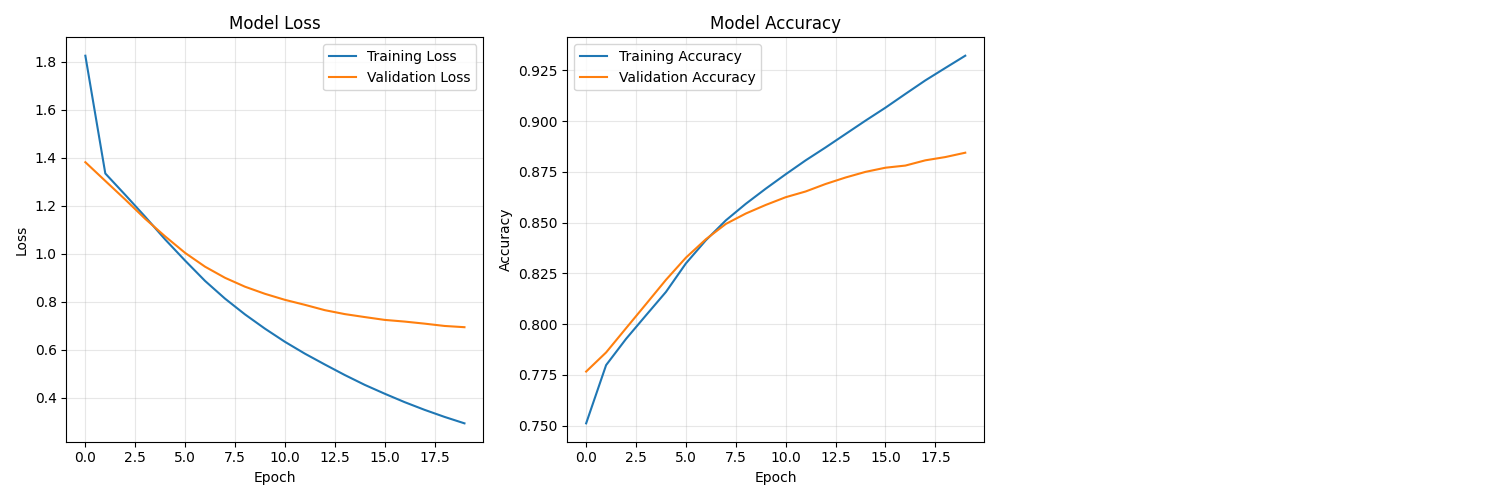 Model Loss
Training Loss
Validation Loss
1.8
1.6
1.4
1.2
1.0
0.8
0.6
0.4
Loss
0.0 2.5 5.0 7.5 10.0 12.5 15.0 17.5
Epoch
Model Accuracy
Training Accuracy
Validation Accuracy
0.925
0.900
0.875
0.850
0.825
0.800
0.775
0.750
Accuracy
0.0 2.5 5.0 7.5 10.0 12.5 15.0 17.5
Epoch